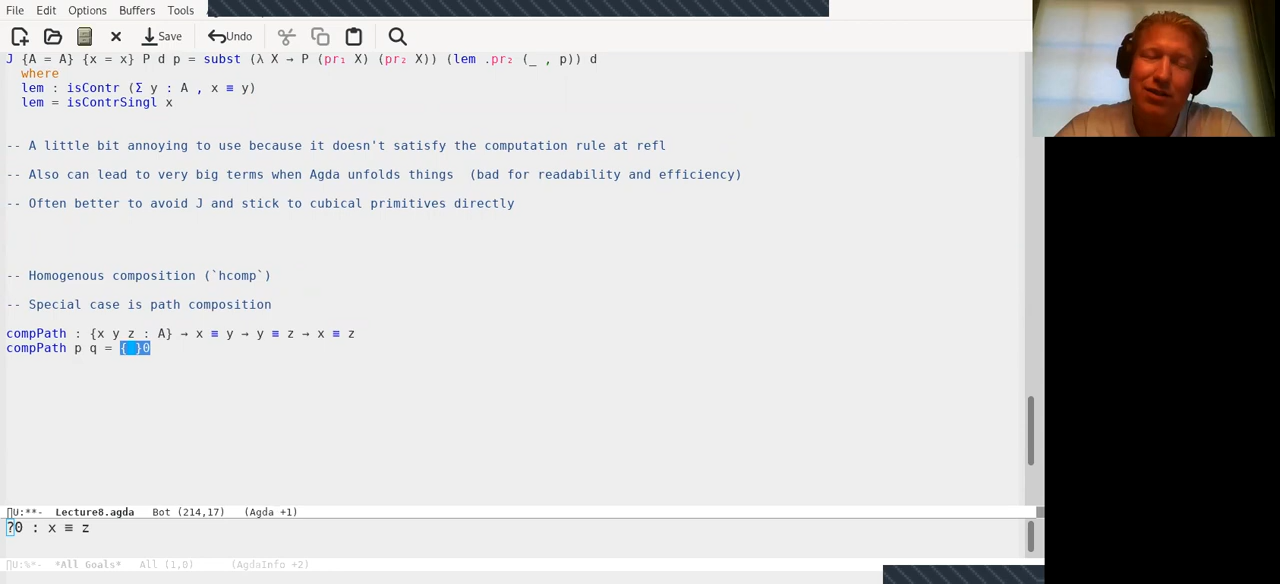 File Edit Options Buffers Tools
Save Undo
J {A = A} {x = x} P d p = subst (λ X → P (pr₁ X) (pr₂ X)) (lem .pr₂ (_ , p)) d
where
lem : isContr (Σ y : A , x ≡ y)
lem = isContrSingl x
-- A little bit annoying to use because it doesn't satisfy the computation rule at refl
-- Also can lead to very big terms when Agda unfolds things (bad for readability and efficiency)
-- Often better to avoid J and stick to cubical primitives directly
-- Homogenous composition (`hcomp`)
-- Special case is path composition
compPath : {x y z : A} → x ≡ y → y ≡ z → x ≡ z
compPath p q = { }0
U:**- Lecture8.agda Bot (214,17) (Agda +1)
?0 : x ≡ z
U:%*- *All Goals* All (1,0) (AgdaInfo +2)